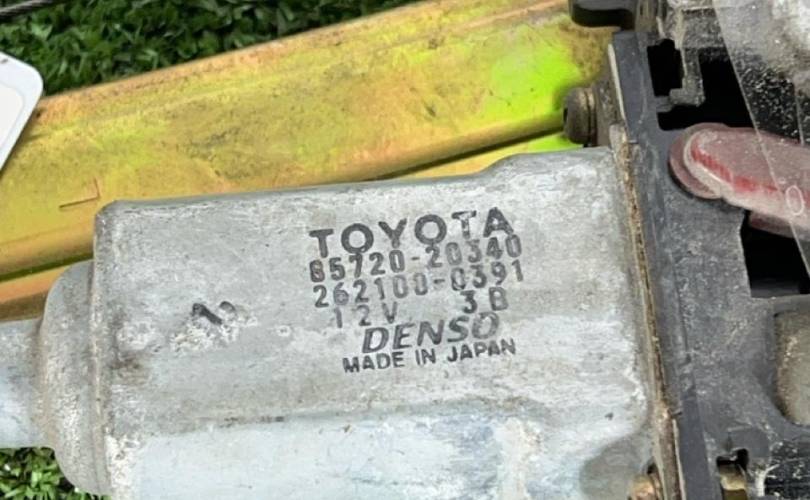 TOYOTA
85720-20340
262100-0391
12V 3B
DENSO
MADE IN JAPAN